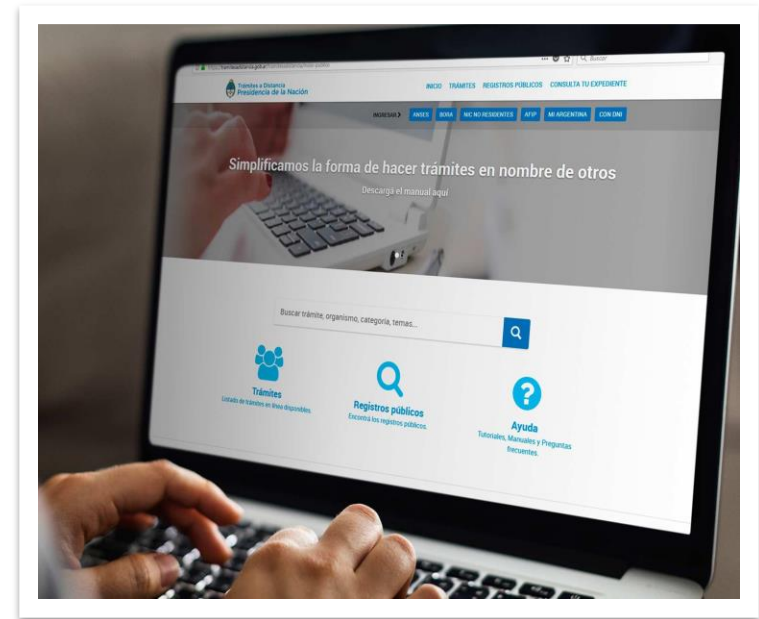 Buscar
Trámites a Distancia
Presidencia de la Nación
INICIO TRÁMITES REGISTROS PÚBLICOS CONSULTA TU EXPEDIENTE
INGRESAR ANSES BORA NIC NO RESIDENTES AFIP MI ARGENTINA CON DNI
Simplificamos la forma de hacer trámites en nombre de otros
Descargá el manual aquí
Buscar trámite, organismo, categoria, temas...
Trámites
Listado de trámites en línea disponibles.
Registros públicos
Encontrá los registros públicos.
Ayuda
Tutoriales, Manuales y Preguntas
frecuentes.